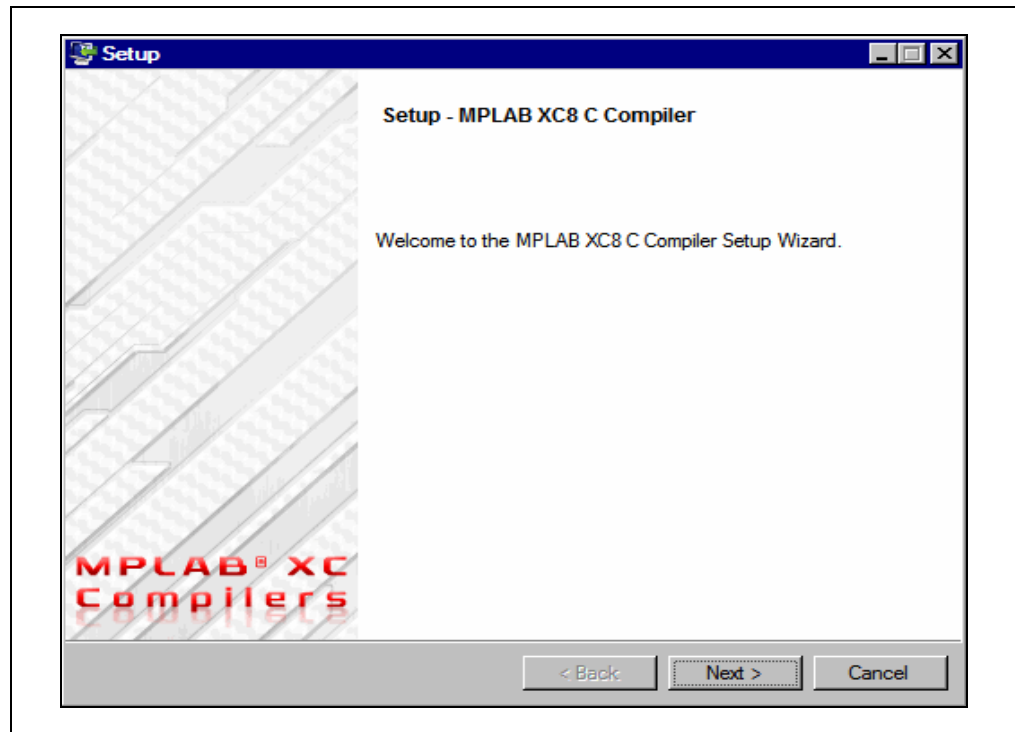 Setup
Setup - MPLAB XC8 C Compiler
Welcome to the MPLAB XC8 C Compiler Setup Wizard.
MPLAB® XC
Compilers
< Back
Next >
Cancel